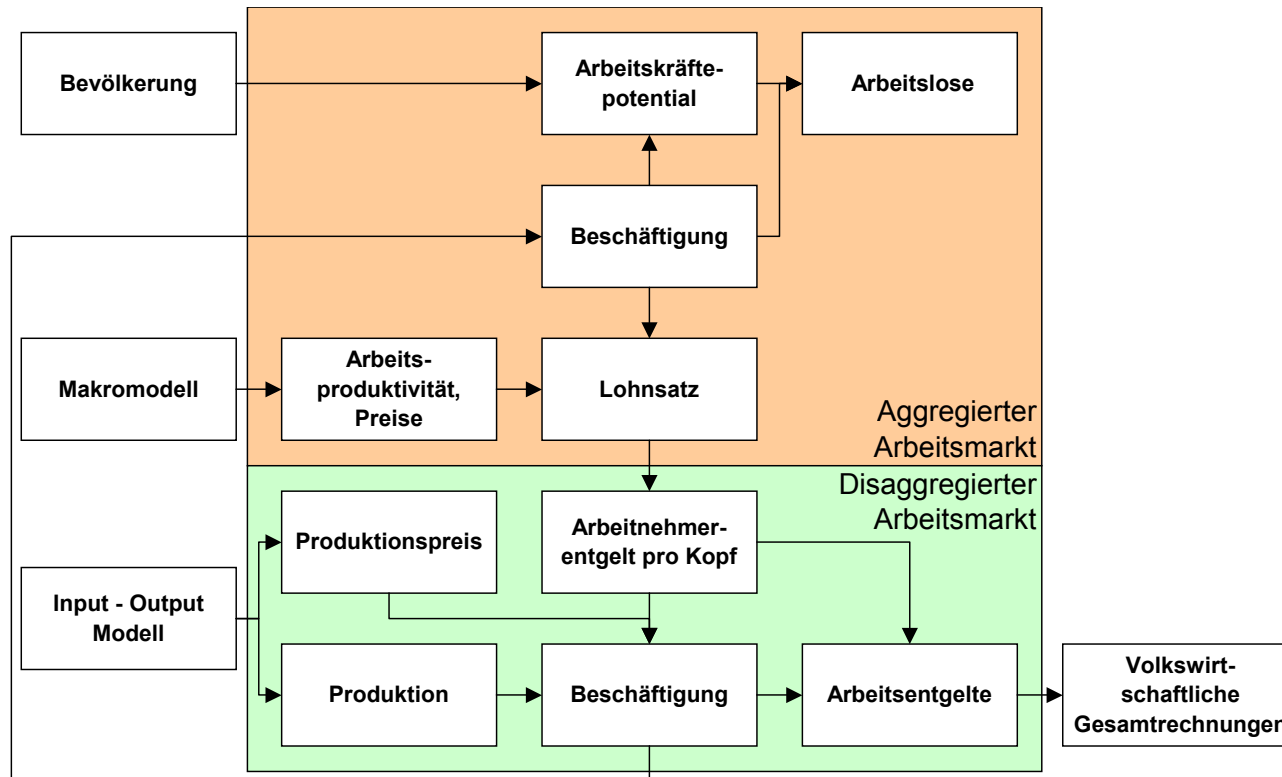 Bevölkerung
Arbeitskräfte-
potential
Arbeitslose
Beschäftigung
Makromodell
Arbeits-
produktivität,
Preise
Lohnsatz
Aggregierter
Arbeitsmarkt
Disaggregierter
Arbeitsmarkt
Produktionspreis
Arbeitnehmer-
entgelt pro Kopf
Input - Output
Modell
Produktion
Beschäftigung
Arbeitsentgelte
Volkswirt-
schaftliche
Gesamtrechnungen